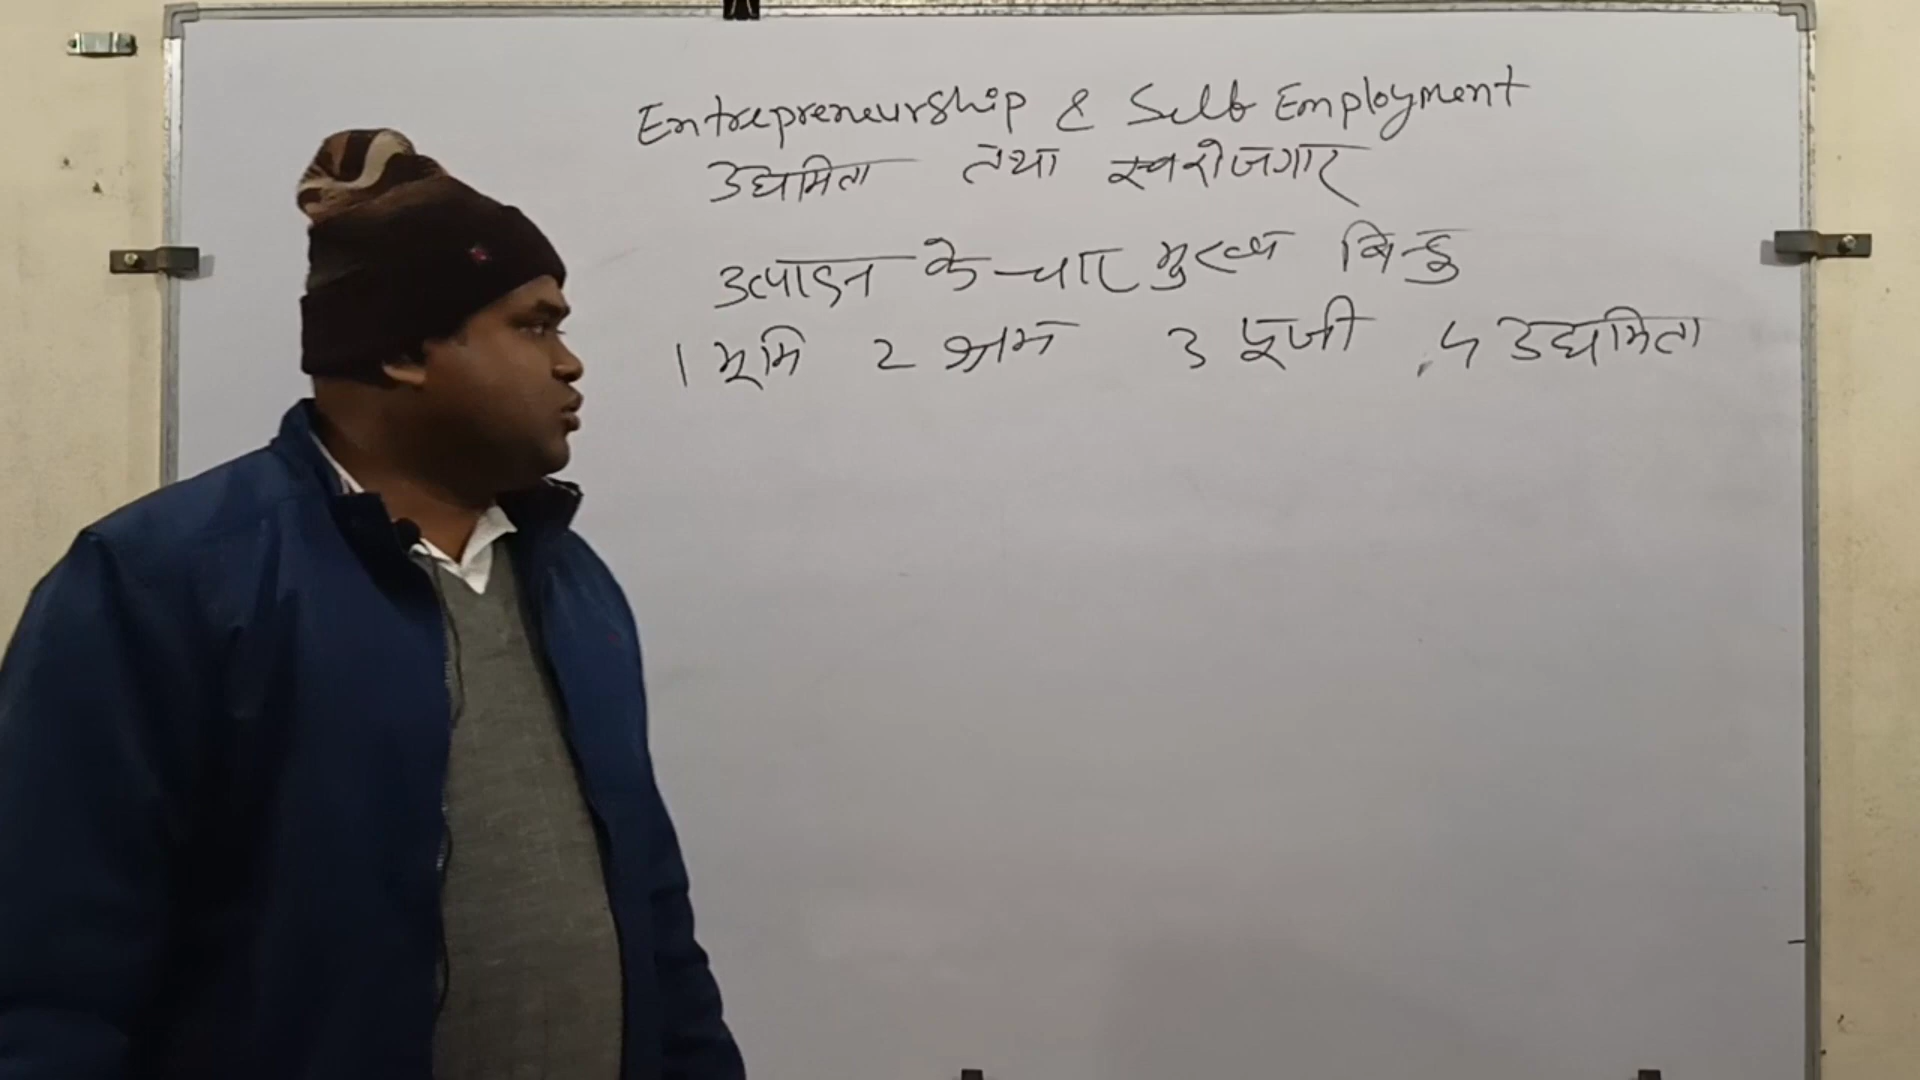 Entrepreneurship & Self Employment
उद्यमिता तथा स्वरोजगार
उत्पादन के चार मुख्य बिन्दु
1 भूमि 2 श्रम 3 पूजी 4 उद्यमिता